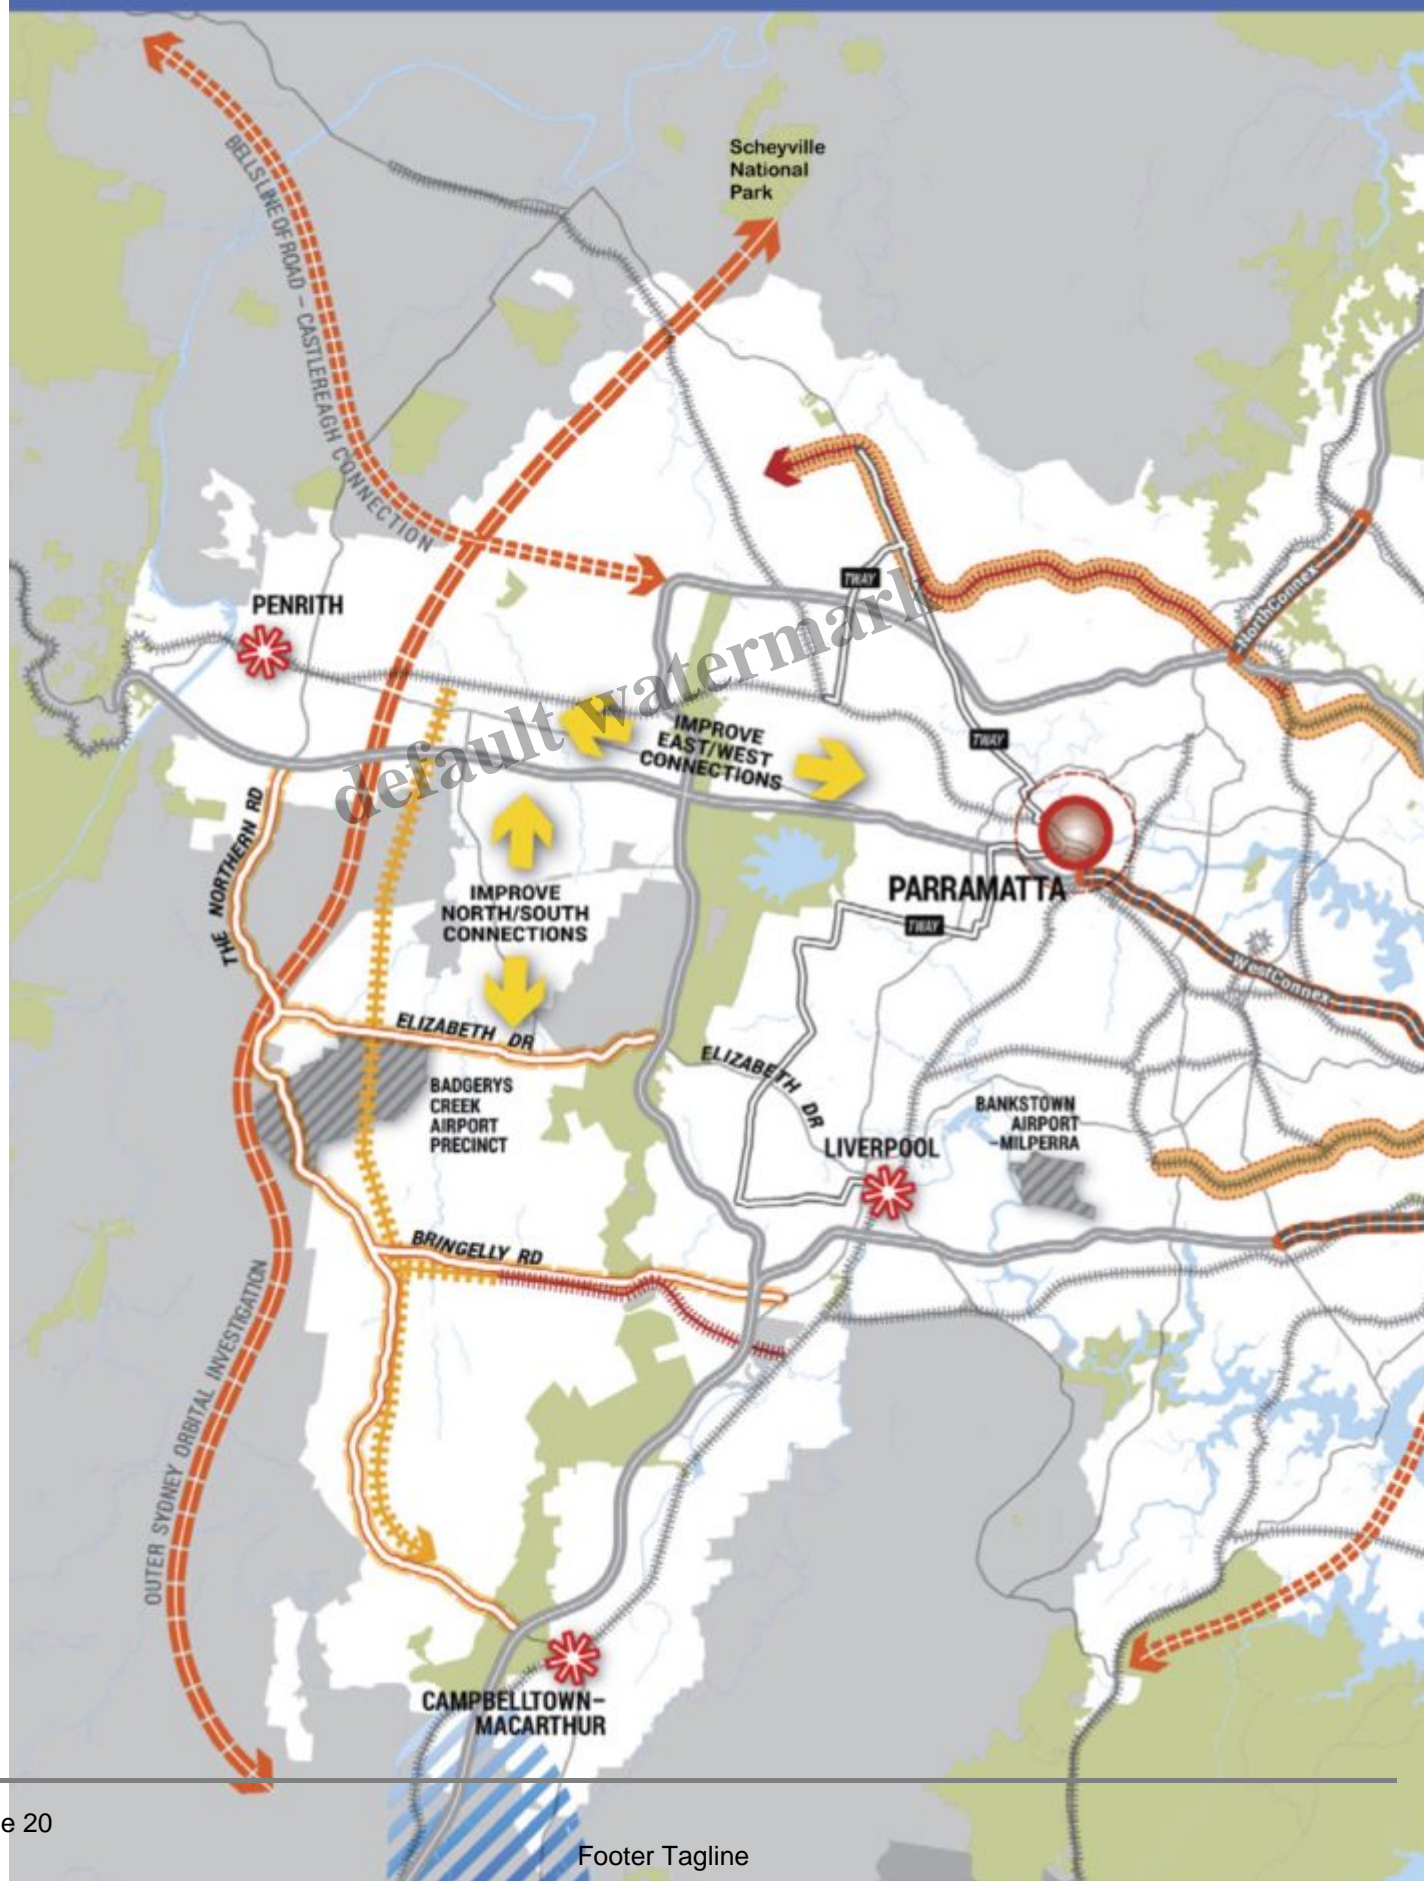 Scheyville
National
Park
BELLS LINE OF ROAD – CASTLEREAGH CONNECTION
NorthConnex
TWAY
PENRITH
IMPROVE
EAST/WEST
CONNECTIONS
TWAY
default watermark
THE NORTHERN RD
IMPROVE
NORTH/SOUTH
CONNECTIONS
PARRAMATTA
TWAY
WestConnex
ELIZABETH DR
ELIZABETH DR
BADGERYS
CREEK
AIRPORT
PRECINCT
BANKSTOWN
AIRPORT
–MILPERRA
LIVERPOOL
BRINGELLY RD
OUTER SYDNEY ORBITAL INVESTIGATION
CAMPBELLTOWN–
MACARTHUR
e 20
Footer Tagline